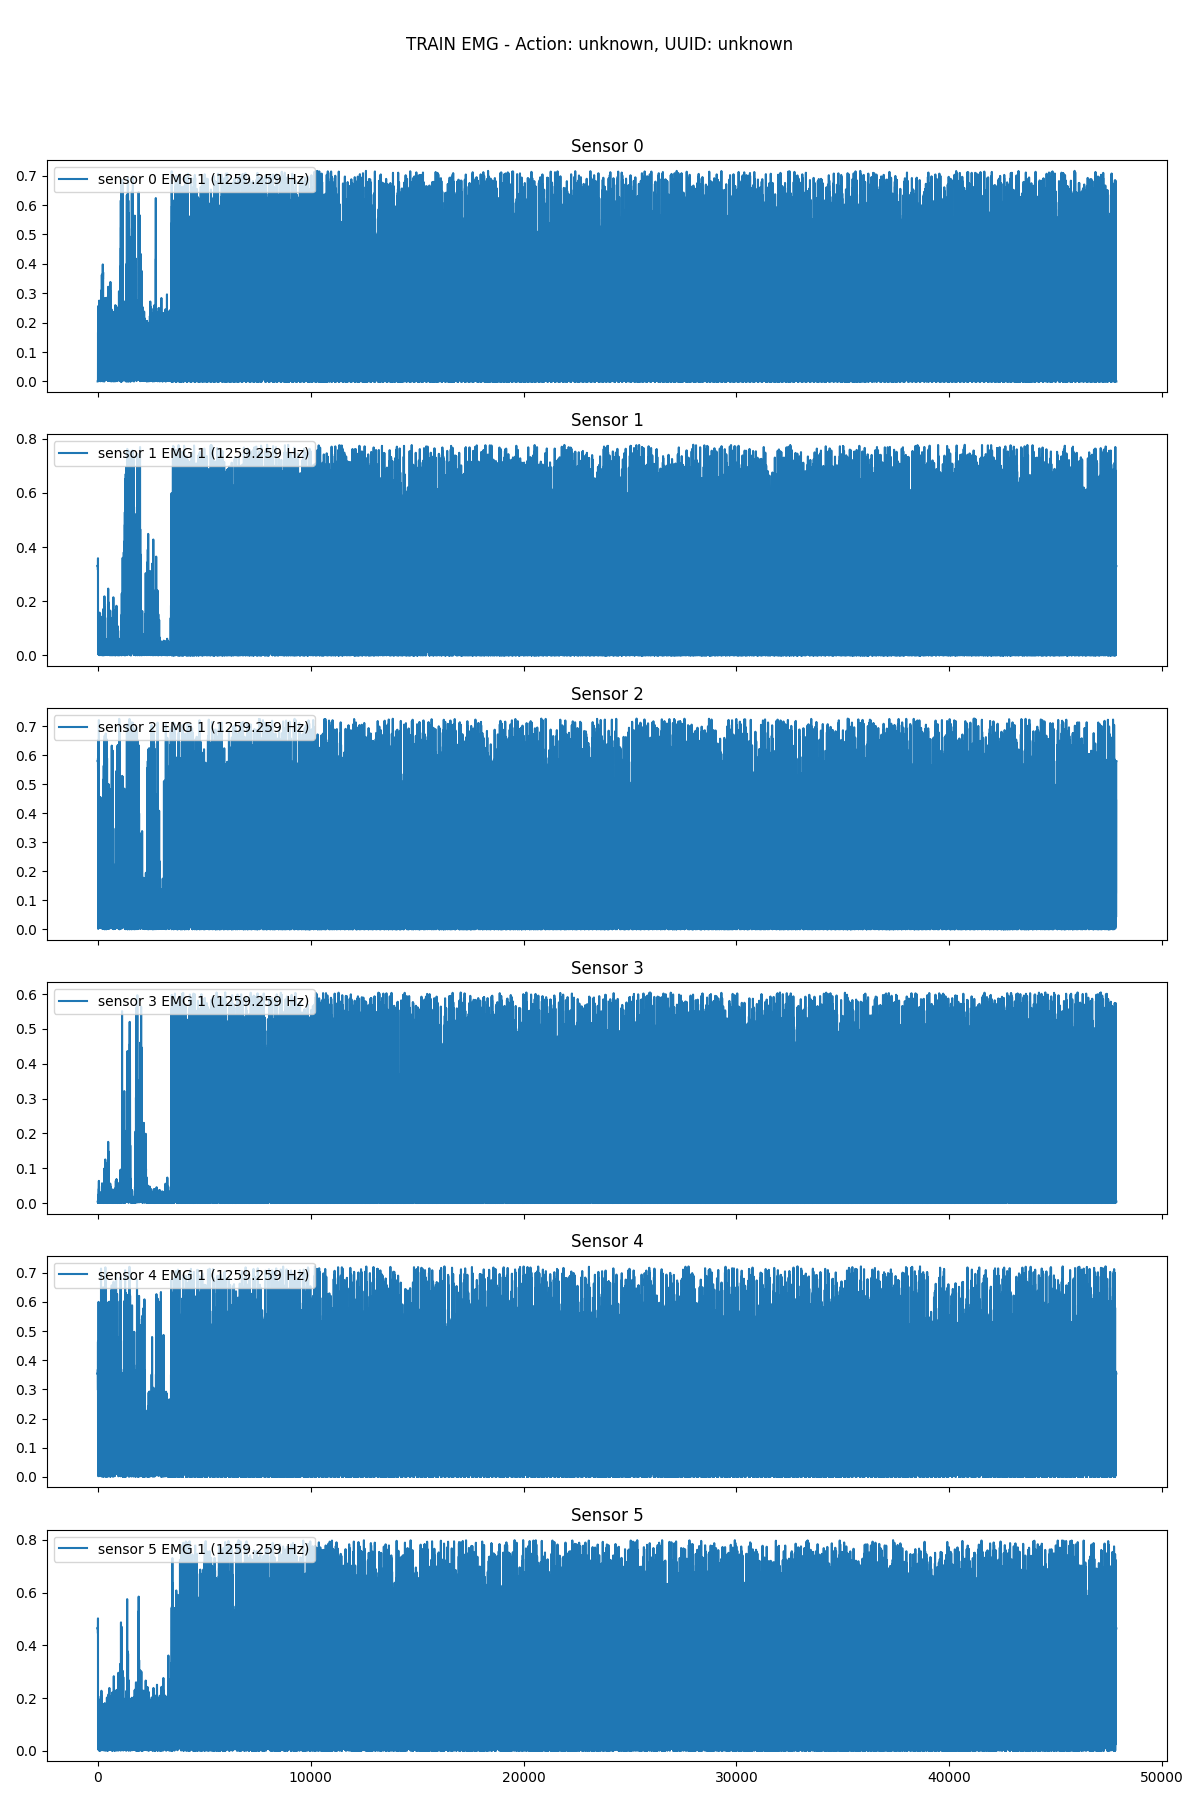 TRAIN EMG - Action: unknown, UUID: unknown
Sensor 0
sensor 0 EMG 1 (1259.259 Hz)
0.7
0.6
0.5
0.4
0.3
0.2
0.1
0.0
Sensor 1
sensor 1 EMG 1 (1259.259 Hz)
0.8
0.6
0.4
0.2
0.0
Sensor 2
sensor 2 EMG 1 (1259.259 Hz)
0.7
0.6
0.5
0.4
0.3
0.2
0.1
0.0
Sensor 3
sensor 3 EMG 1 (1259.259 Hz)
0.6
0.5
0.4
0.3
0.2
0.1
0.0
Sensor 4
sensor 4 EMG 1 (1259.259 Hz)
0.7
0.6
0.5
0.4
0.3
0.2
0.1
0.0
Sensor 5
sensor 5 EMG 1 (1259.259 Hz)
0.8
0.6
0.4
0.2
0.0
0 10000 20000 30000 40000 50000